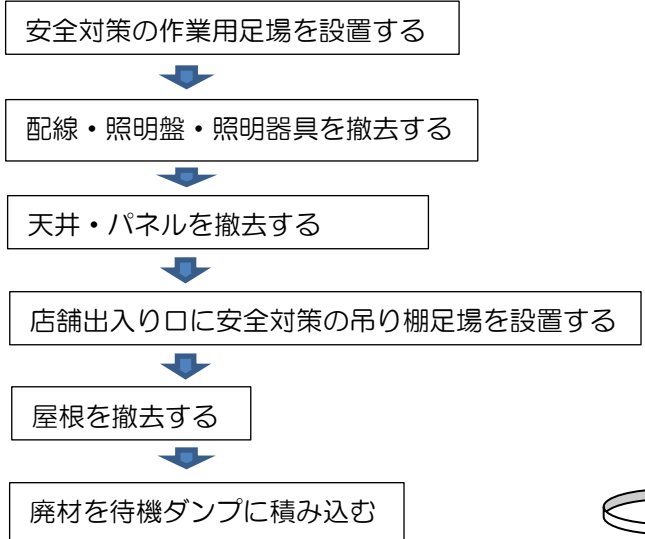 安全対策の作業用足場を設置する
配線・照明盤・照明器具を撤去する
天井・パネルを撤去する
店舗出入り口に安全対策の吊り棚足場を設置する
屋根を撤去する
廃材を待機ダンプに積み込む